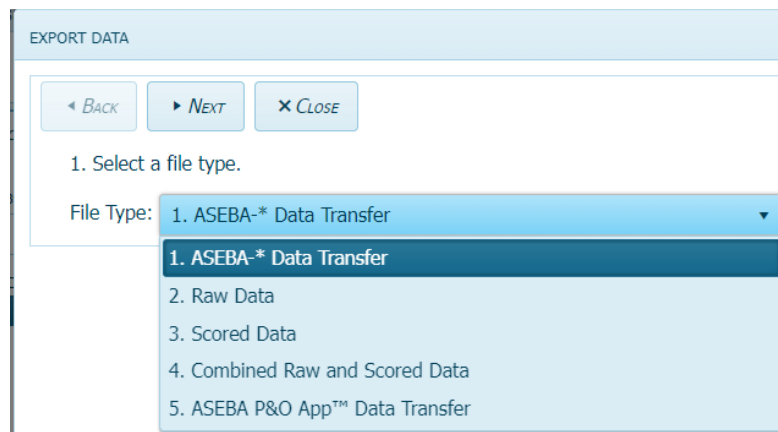 EXPORT DATA
BACK NEXT × CLOSE
1. Select a file type.
File Type: 1. ASEBA-* Data Transfer
1. ASEBA-* Data Transfer
2. Raw Data
3. Scored Data
4. Combined Raw and Scored Data
5. ASEBA P&O App™ Data Transfer